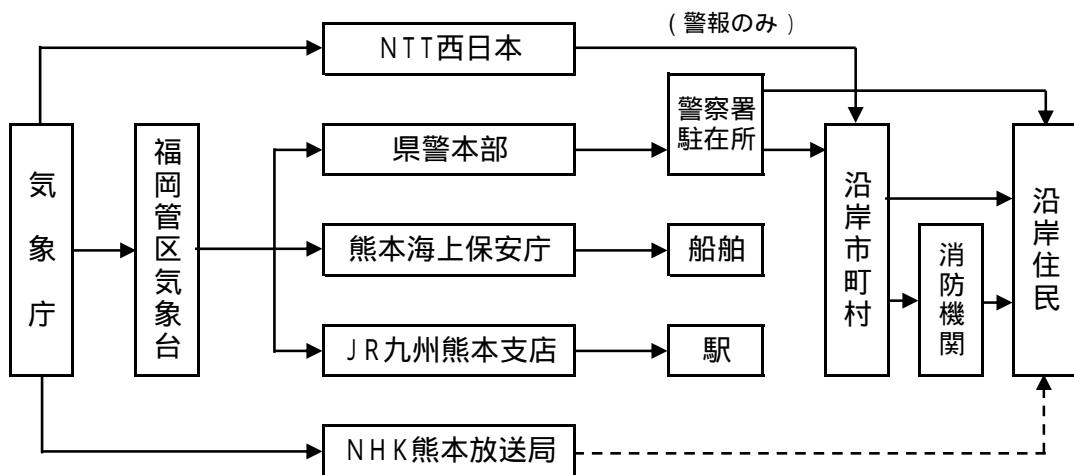 (警報のみ)
NTT西日本
気象庁
福岡管区気象台
県警本部
警察署
駐在所
熊本海上保安庁
船舶
JR九州熊本支店
駅
NHK熊本放送局
沿岸市町村
消防機関
沿岸住民